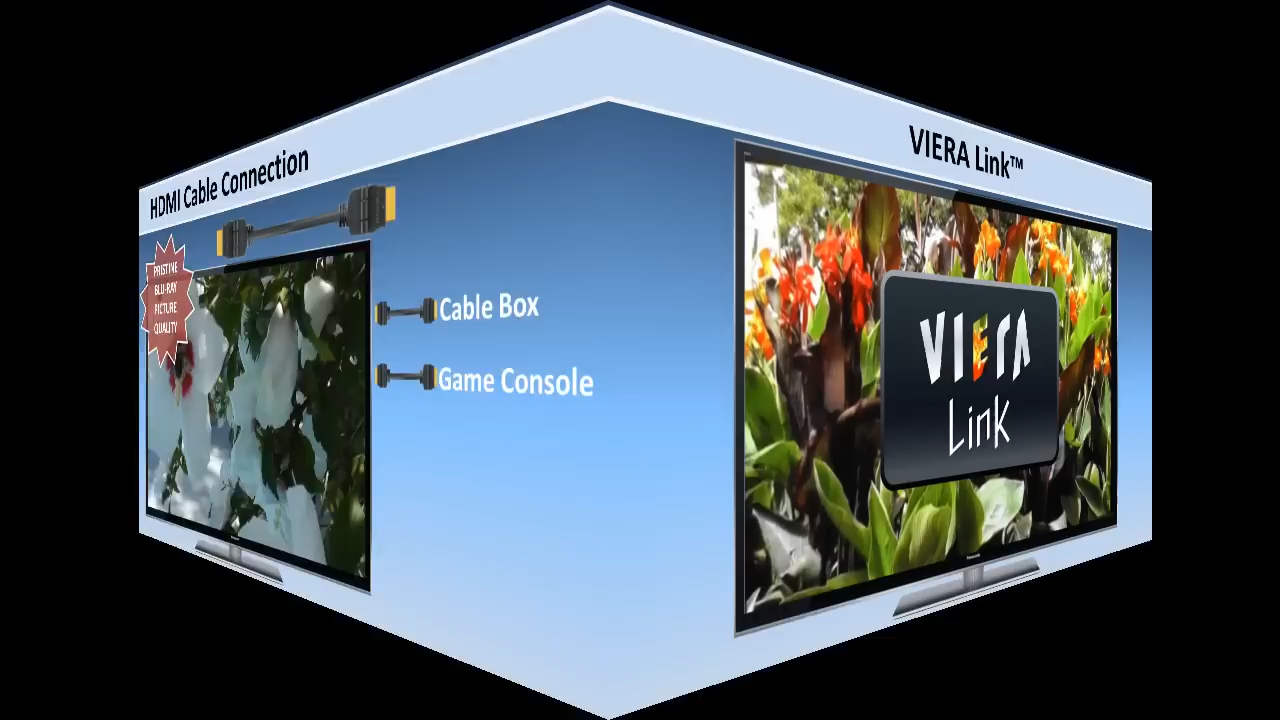 HDMI Cable Connection
PRISTINE
BLU-RAY
PICTURE
QUALITY
Cable Box
Game Console
VIERA Link™
VIERA
Link